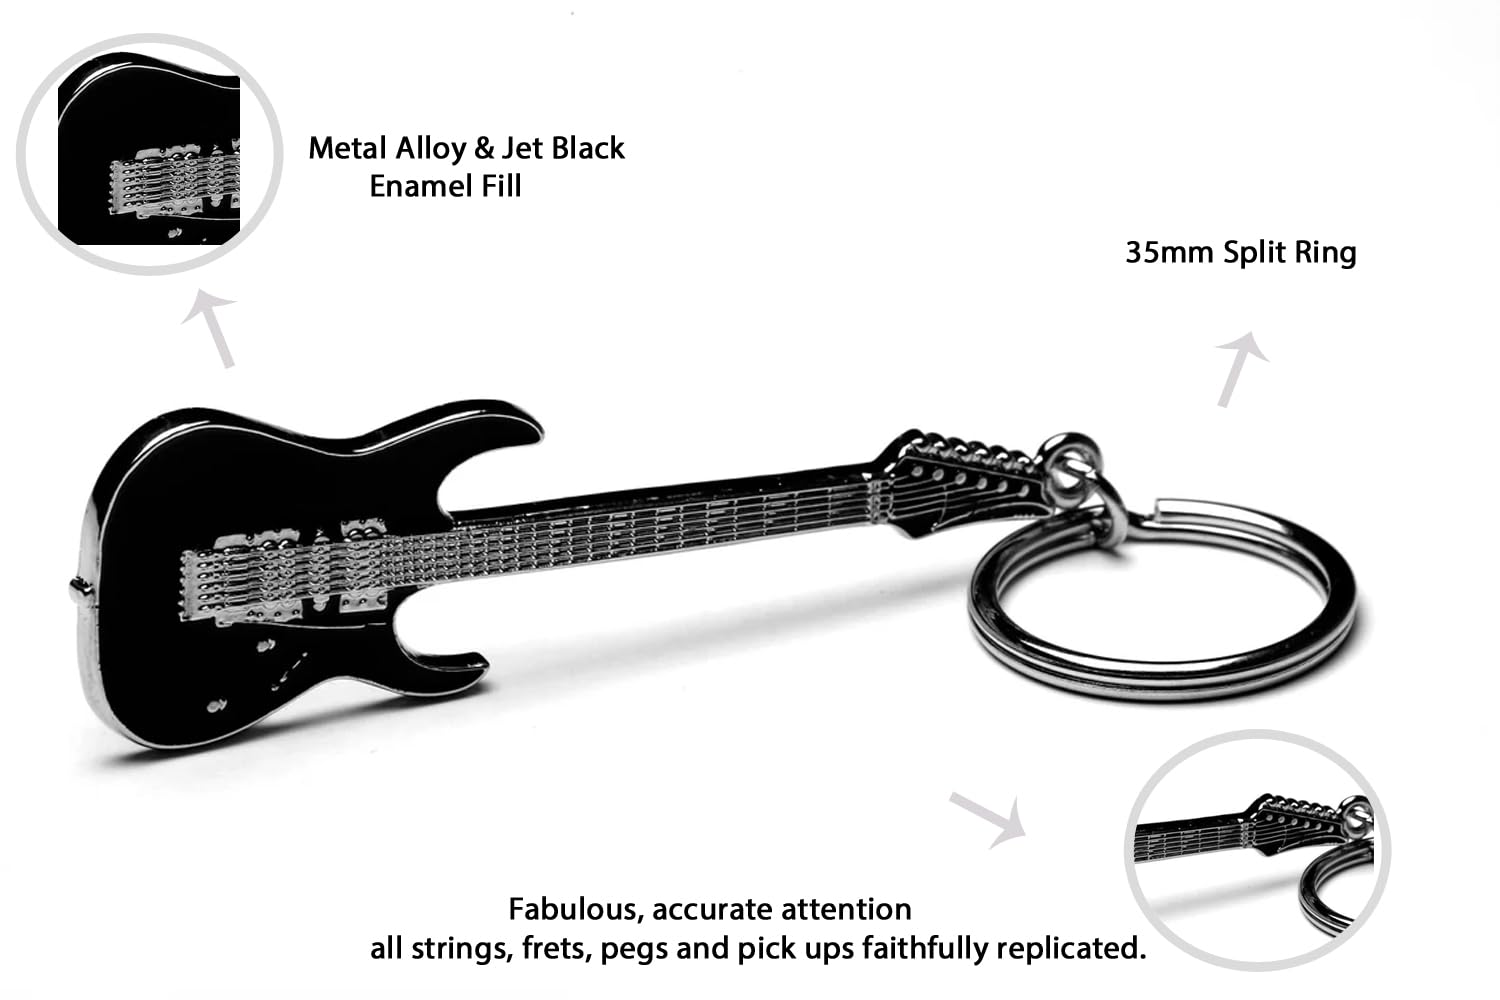 Metal Alloy & Jet Black
Enamel Fill
35mm Split Ring
Fabulous, accurate attention
all strings, frets, pegs and pick ups faithfully replicated.